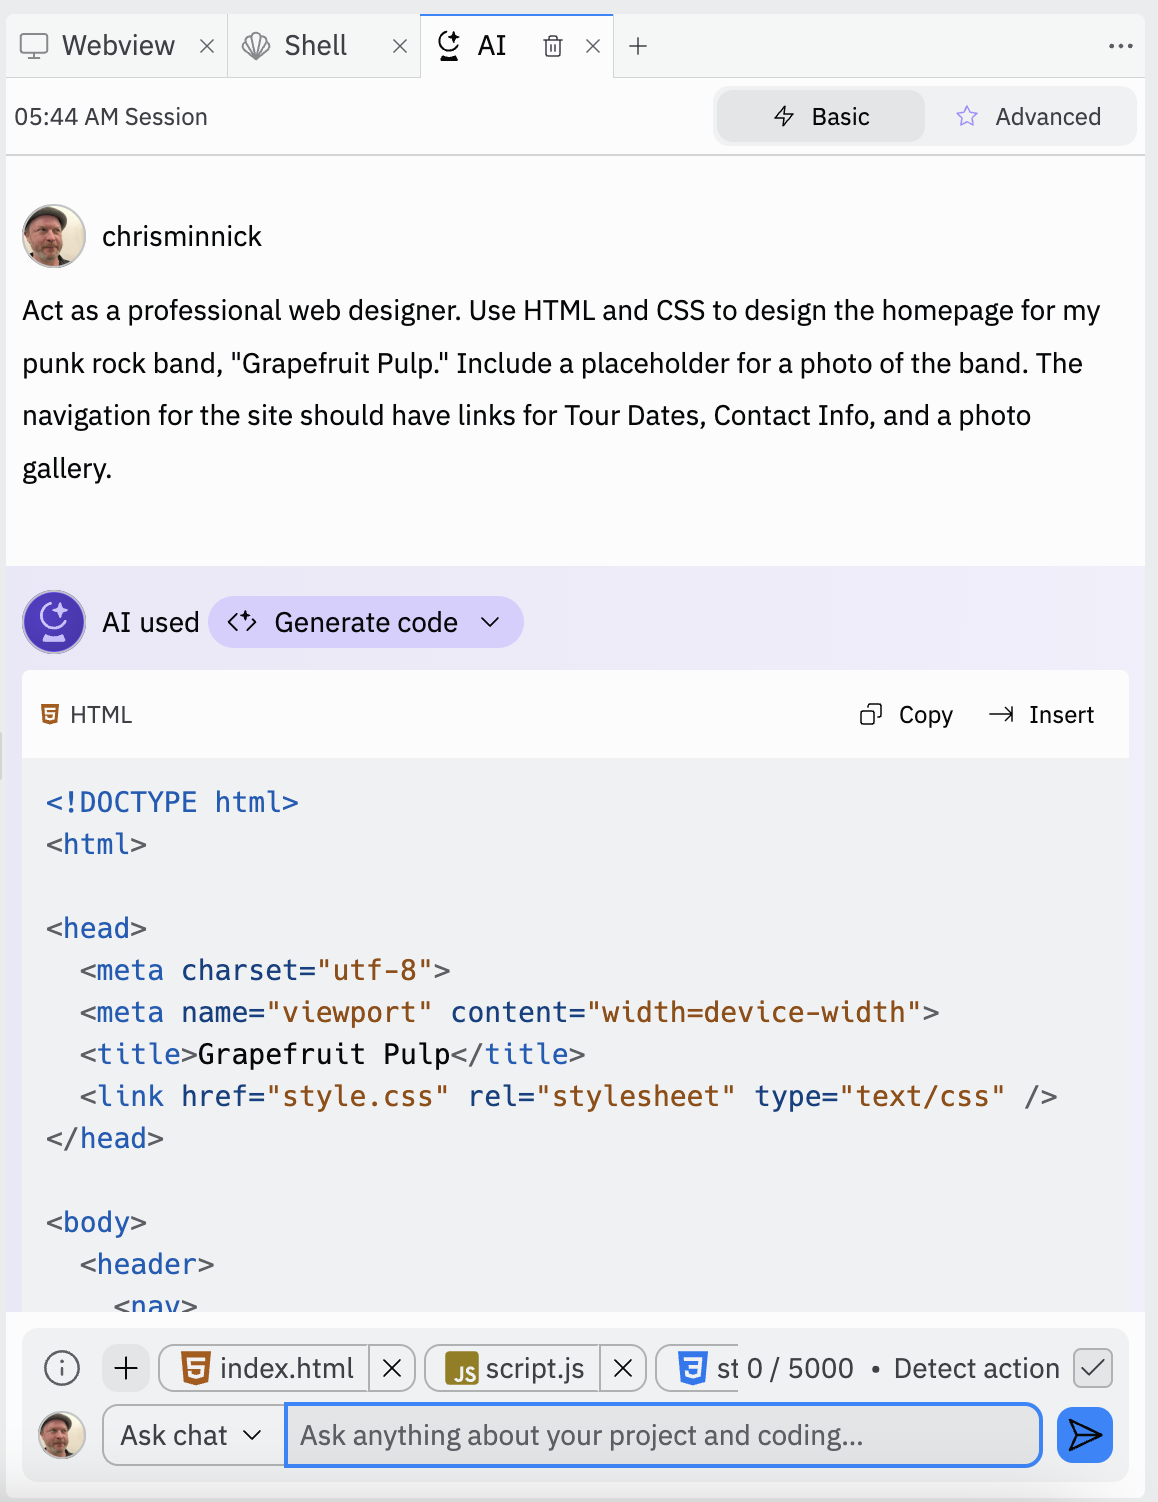 Webview Shell AI
05:44 AM Session Basic Advanced
chrisminnick
Act as a professional web designer. Use HTML and CSS to design the homepage for my
punk rock band, "Grapefruit Pulp." Include a placeholder for a photo of the band. The
navigation for the site should have links for Tour Dates, Contact Info, and a photo
gallery.
AI used Generate code
HTML Copy Insert
<!DOCTYPE html>
<html>
<head>
<meta charset="utf-8">
<meta name="viewport" content="width=device-width">
<title>Grapefruit Pulp</title>
<link href="style.css" rel="stylesheet" type="text/css" />
</head>
<body>
<header>
<nav>
index.html JS script.js st 0 / 5000 • Detect action
Ask chat Ask anything about your project and coding...